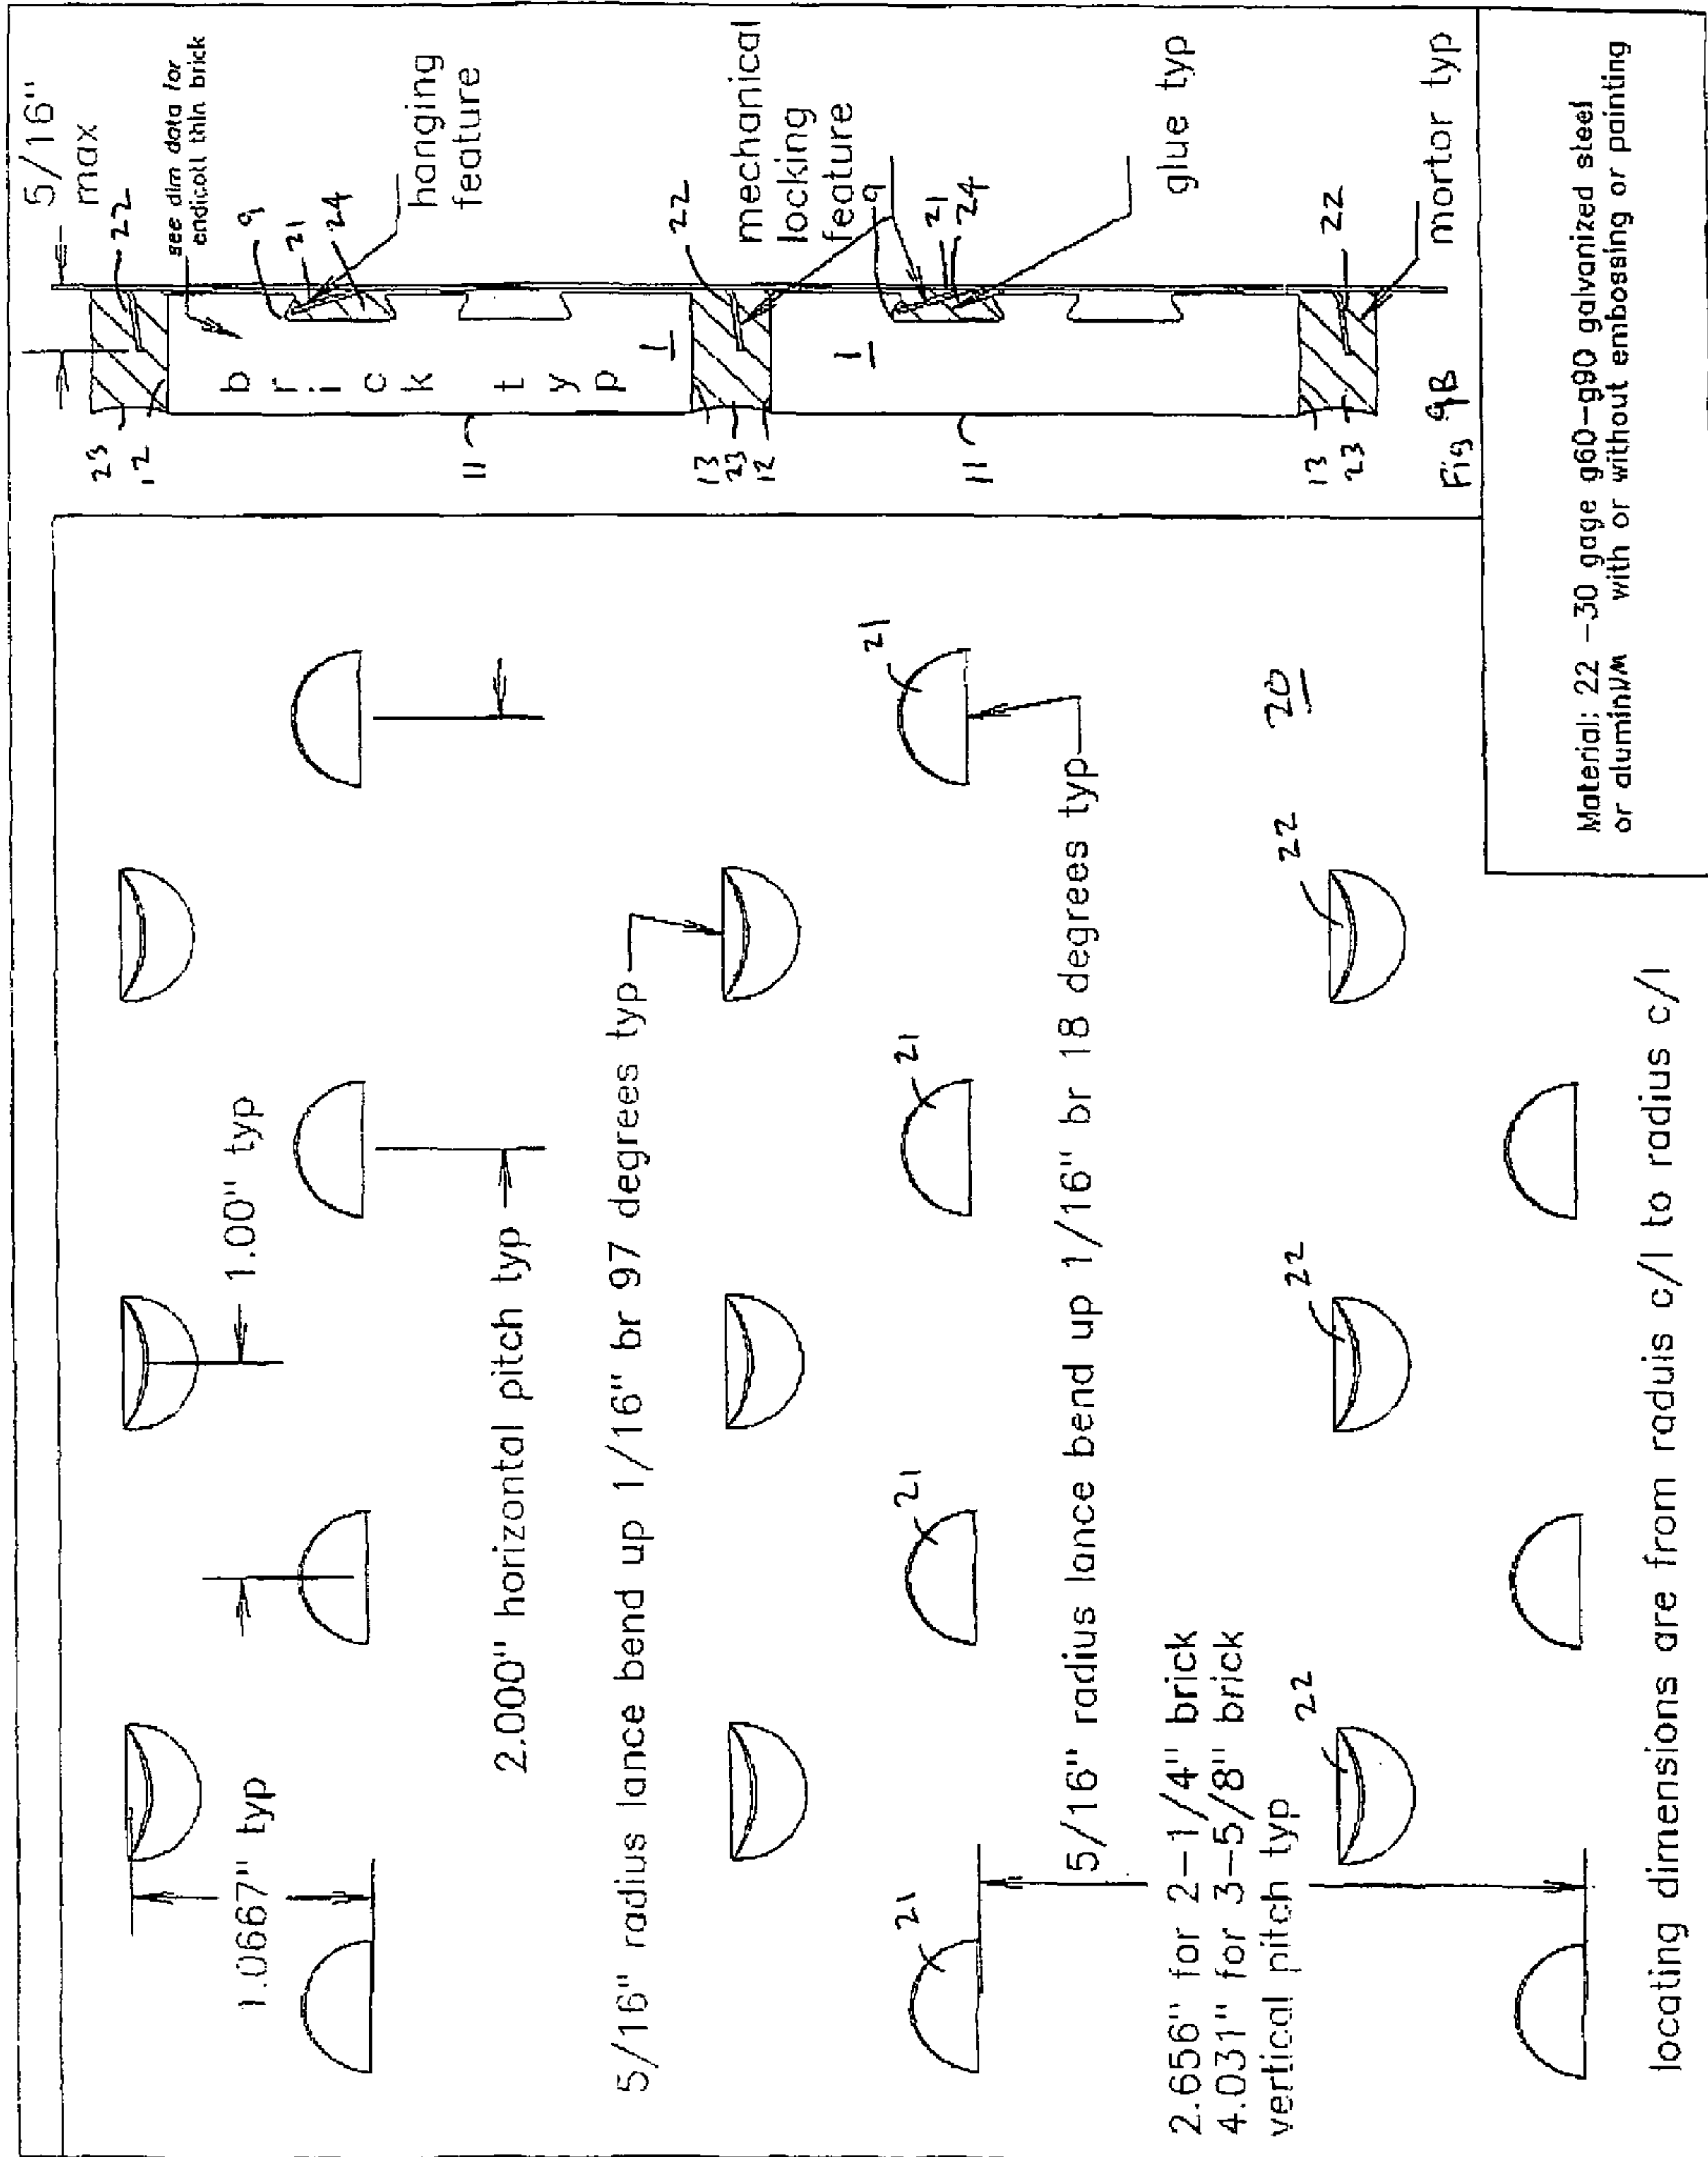 1.0667" typ
1.00" typ
2.000" horizontal pitch typ
5/16" radius lance bend up 1/16" br 97 degrees typ
21
21
21
21
5/16" radius lance bend up 1/16" br 18 degrees typ
2.656" for 2-1/4" brick
4.031" for 3-5/8" brick
vertical pitch typ
22
22
22
20
locating dimensions are from raduis c/l to radius c/l
5/16"
max
22
see dim data for
endicott thin brick
23
12
9
21
24
hanging
feature
brick typ
11
1
22
mechanical
locking
feature
13
23
12
1
9
21
24
glue typ
11
13
23
22
mortor typ
Fig 9B
Material: 22 -30 gage g60-g90 galvanized steel
or aluminum with or without embossing or painting